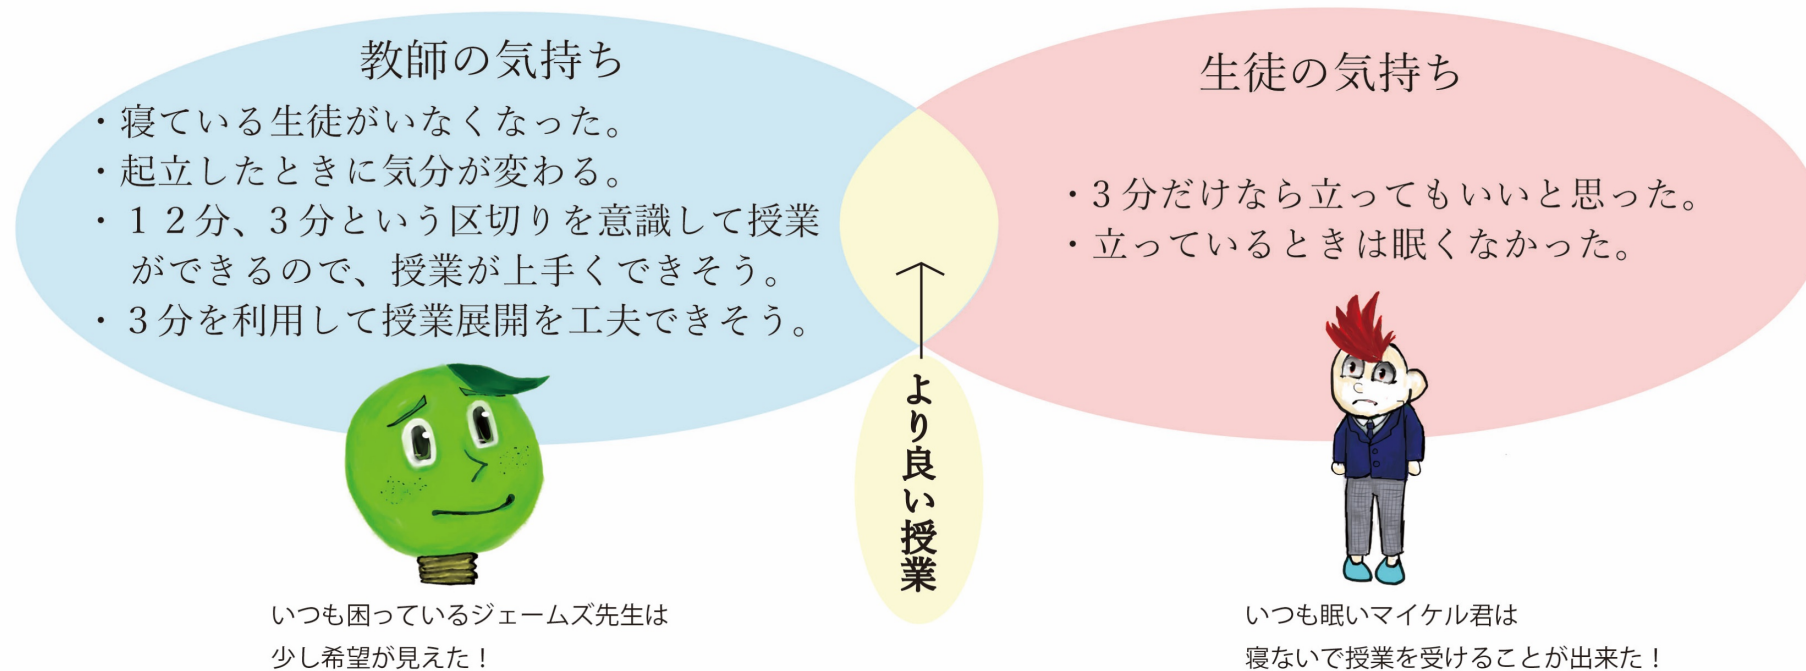 教師の気持ち
・寝ている生徒がいなくなった。
・起立したときに気分が変わる。
・１２分、３分という区切りを意識して授業
ができるので、授業が上手くできそう。
・３分を利用して授業展開を工夫できそう。
生徒の気持ち
・３分だけなら立ってもいいと思った。
・立っているときは眠くなかった。
より良い授業
いつも困っているジェームズ先生は
少し希望が見えた！
いつも眠いマイケル君は
寝ないで授業を受けることが出来た！